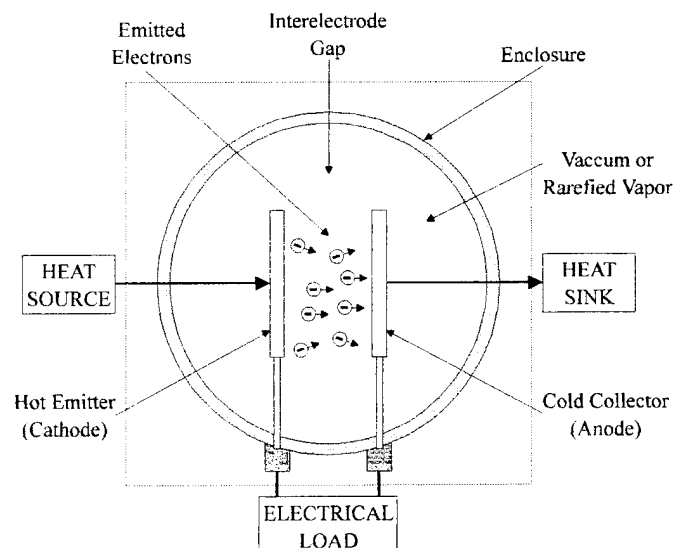 Emitted
Electrons
Interelectrode
Gap
Enclosure
Vaccum or
Rarefied Vapor
HEAT
SOURCE
HEAT
SINK
Hot Emitter
(Cathode)
Cold Collector
(Anode)
ELECTRICAL
LOAD